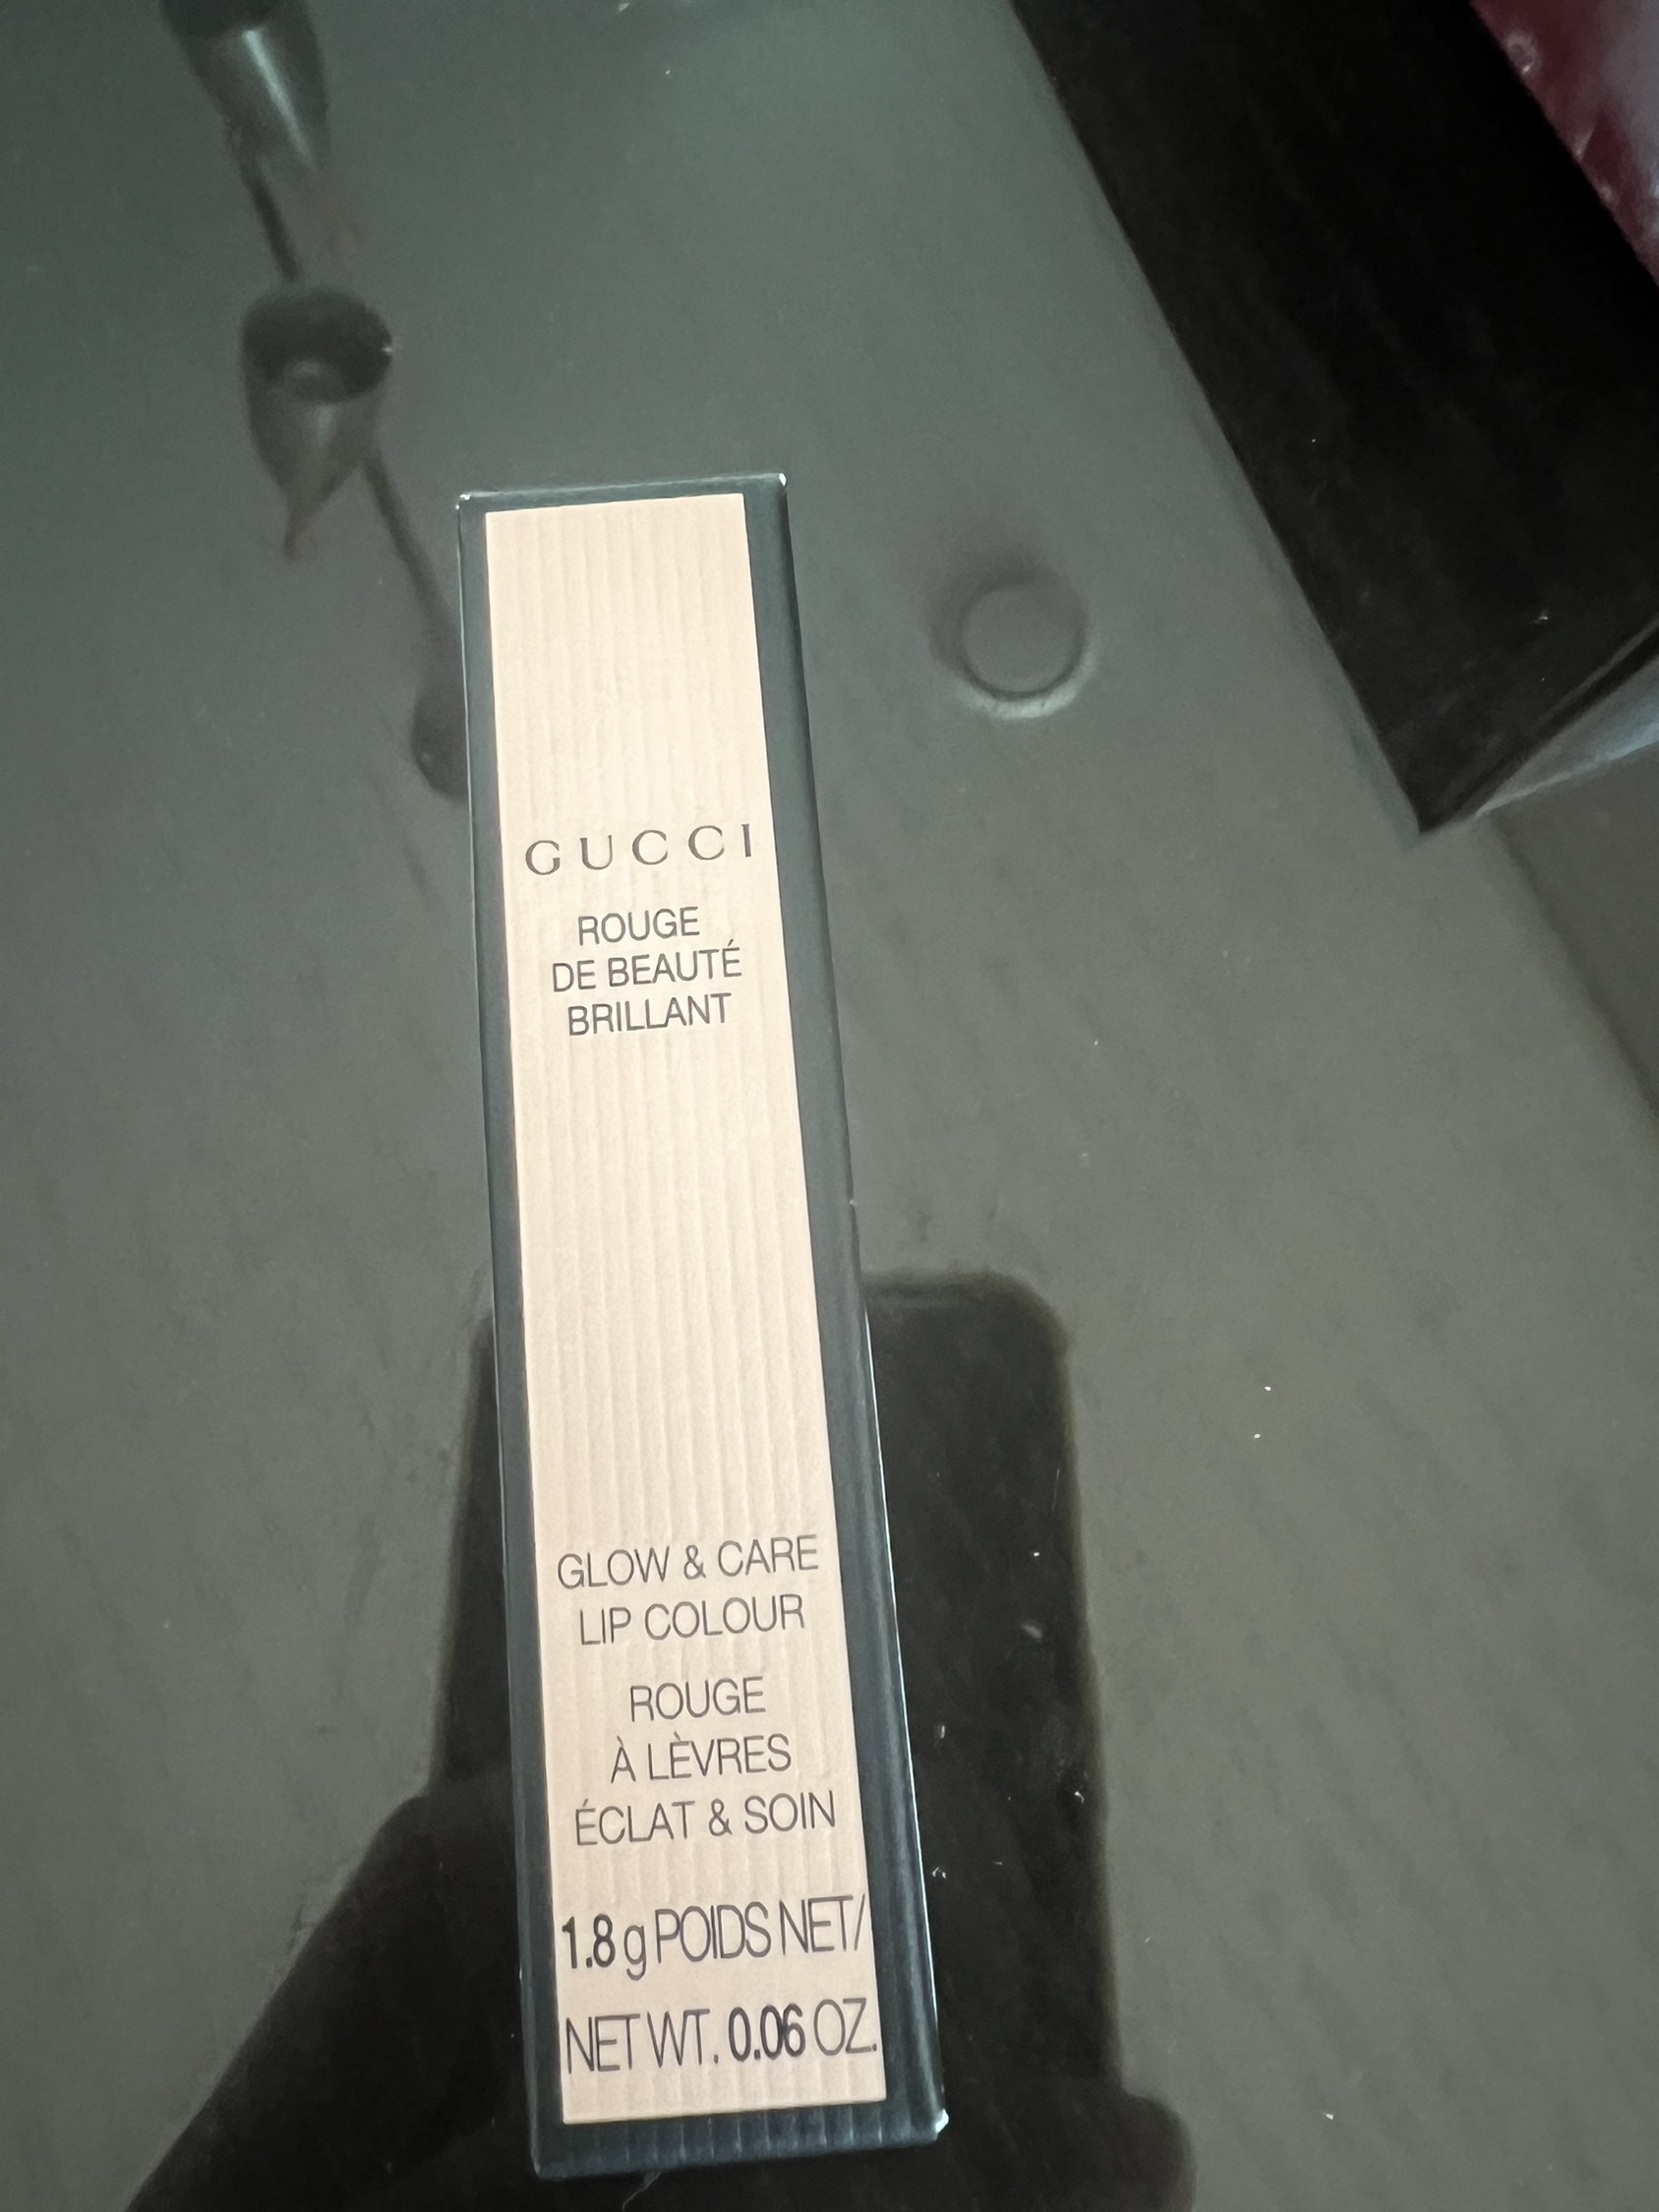 GUCCI
ROUGE
DE BEAUTÉ
BRILLANT
GLOW & CARE
LIP COLOUR
ROUGE
À LÈVRES
ÉCLAT & SOIN
1.8 g POIDS NET/
NET WT. 0.06 OZ.